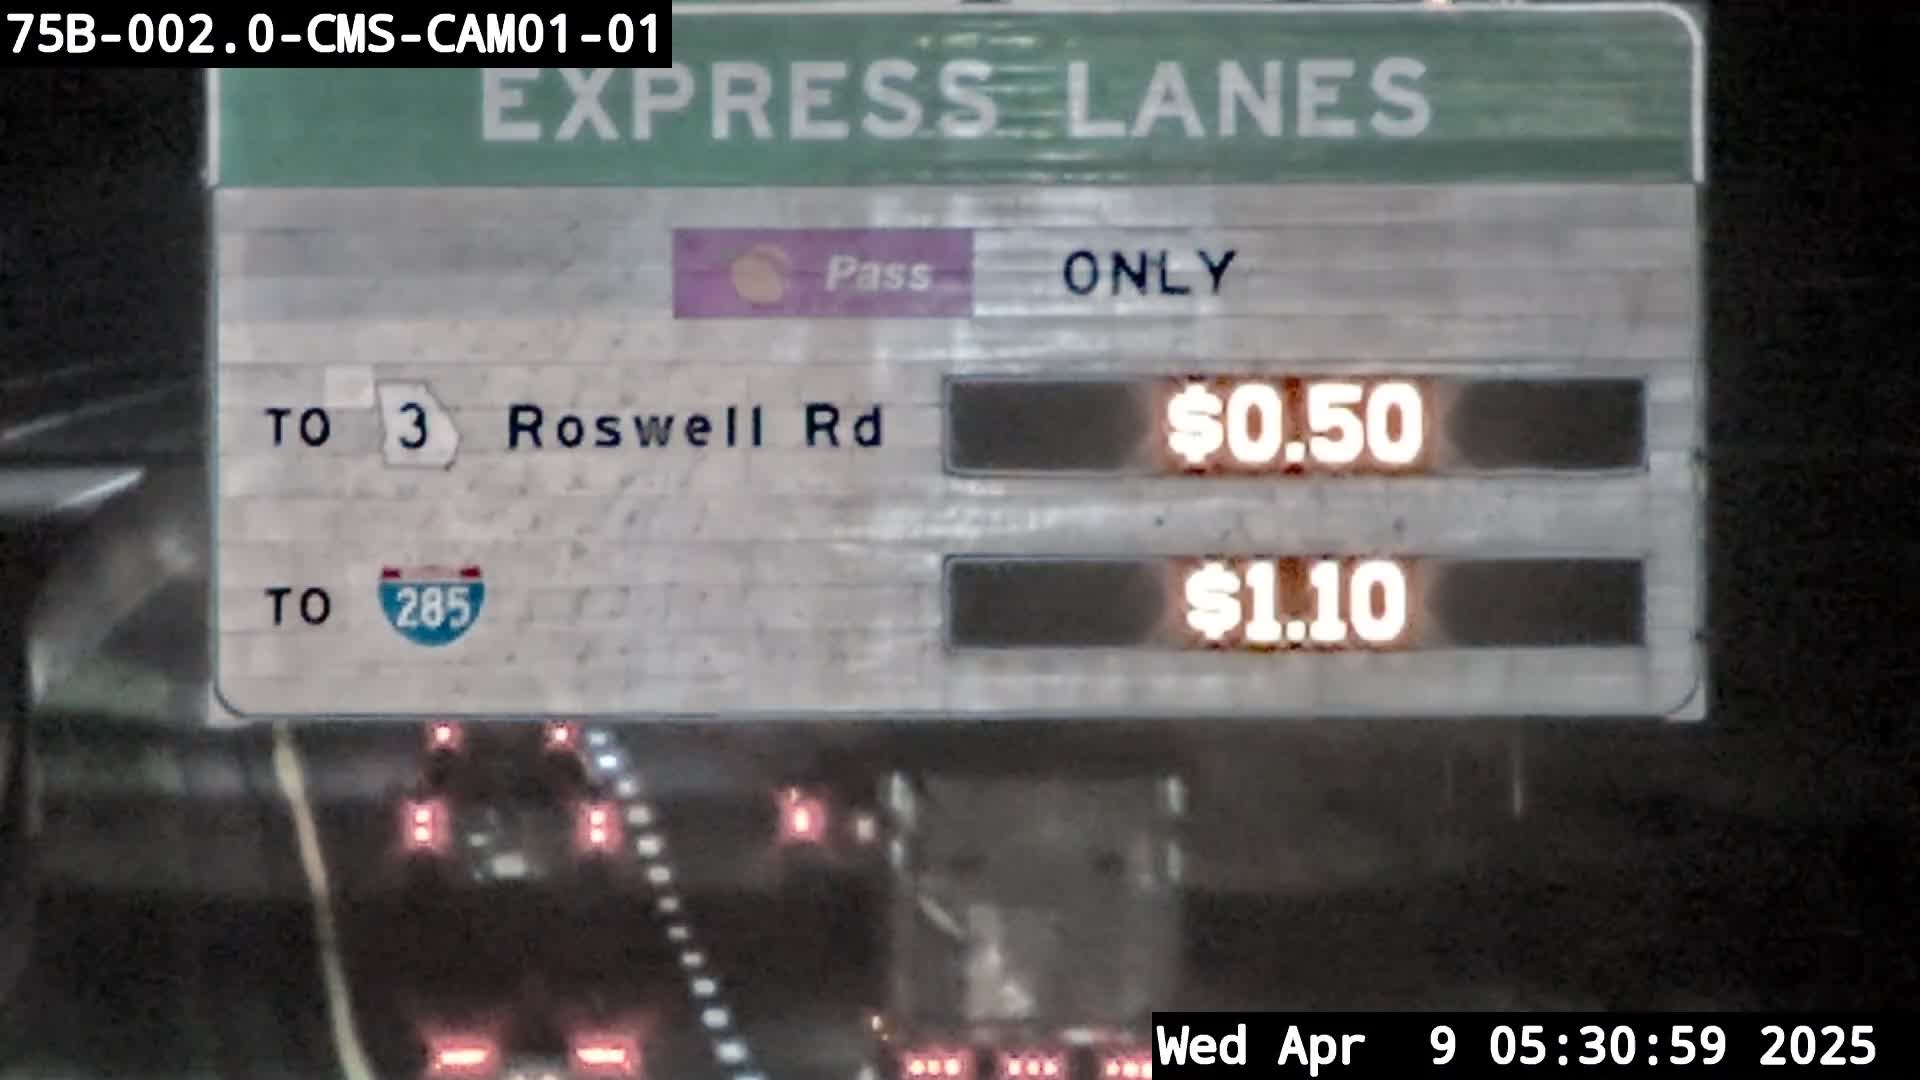 75B-002.0-CMS-CAM01-01
EXPRESS LANES
Pass ONLY
TO 3 Roswell Rd $0.50
TO 285 $1.10
Wed Apr 9 05:30:59 2025